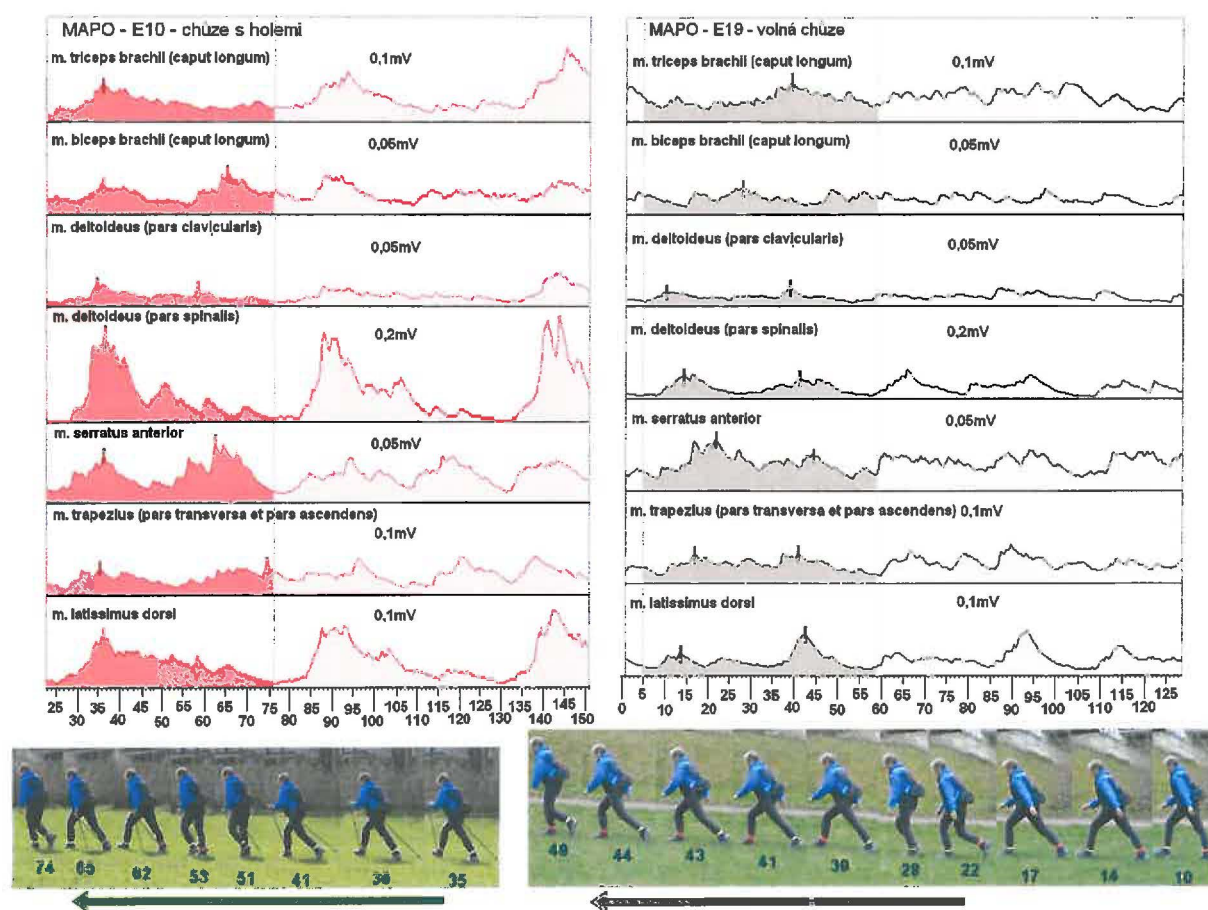 MAPO - E10 - chůze s holemi
m. triceps brachii (caput longum) 0,1mV
m. biceps brachii (caput longum) 0,05mV
m. deltoideus (pars clavicularis) 0,05mV
m. deltoideus (pars spinalis) 0,2mV
m. serratus anterior 0,05mV
m. trapezius (pars transversa et pars ascendens) 0,1mV
m. latissimus dorsi 0,1mV
25 35 45 55 65 75 85 95 105 115 125 135 145
30 40 50 60 70 80 90 100 110 120 130 140 150
74 65 62 53 51 41 36 35
MAPO - E19 - volná chůze
m. triceps brachii (caput longum) 0,1mV
m. biceps brachii (caput longum) 0,05mV
m. deltoideus (pars clavicularis) 0,05mV
m. deltoideus (pars spinalis) 0,2mV
m. serratus anterior 0,05mV
m. trapezius (pars transversa et pars ascendens) 0,1mV
m. latissimus dorsi 0,1mV
5 15 25 35 45 55 65 75 85 95 105 115 125
0 10 20 30 40 50 60 70 80 90 100 110 120
49 44 43 41 39 28 22 17 14 10